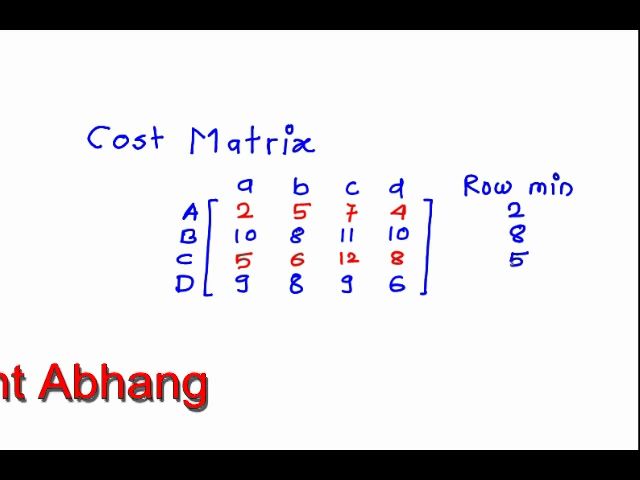 Cost Matrix
a b c d Row min
A 2 5 7 4 2
B 10 8 11 10 8
C 5 6 12 8 5
D 9 8 9 6
nt Abhang